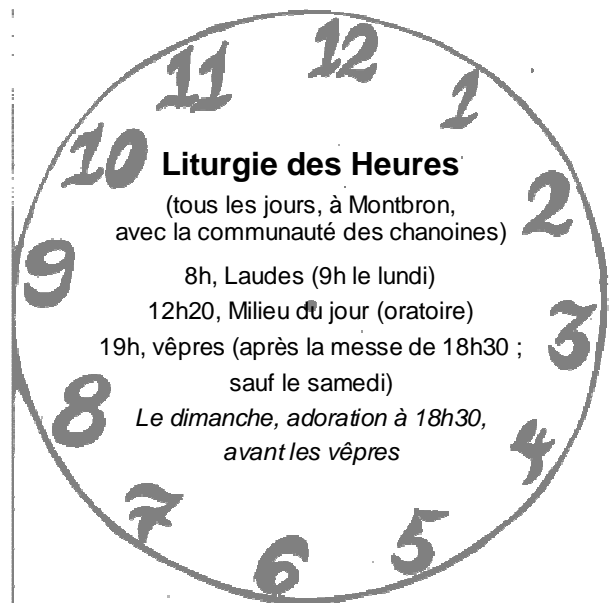 12
11
1
10
Liturgie des Heures
2
(tous les jours, à Montbron,
avec la communauté des chanoines)
9
8h, Laudes (9h le lundi)
12h20, Milieu du jour (oratoire)
3
19h, vêpres (après la messe de 18h30 ;
sauf le samedi)
8
Le dimanche, adoration à 18h30,
avant les vêpres
4
7
5
6